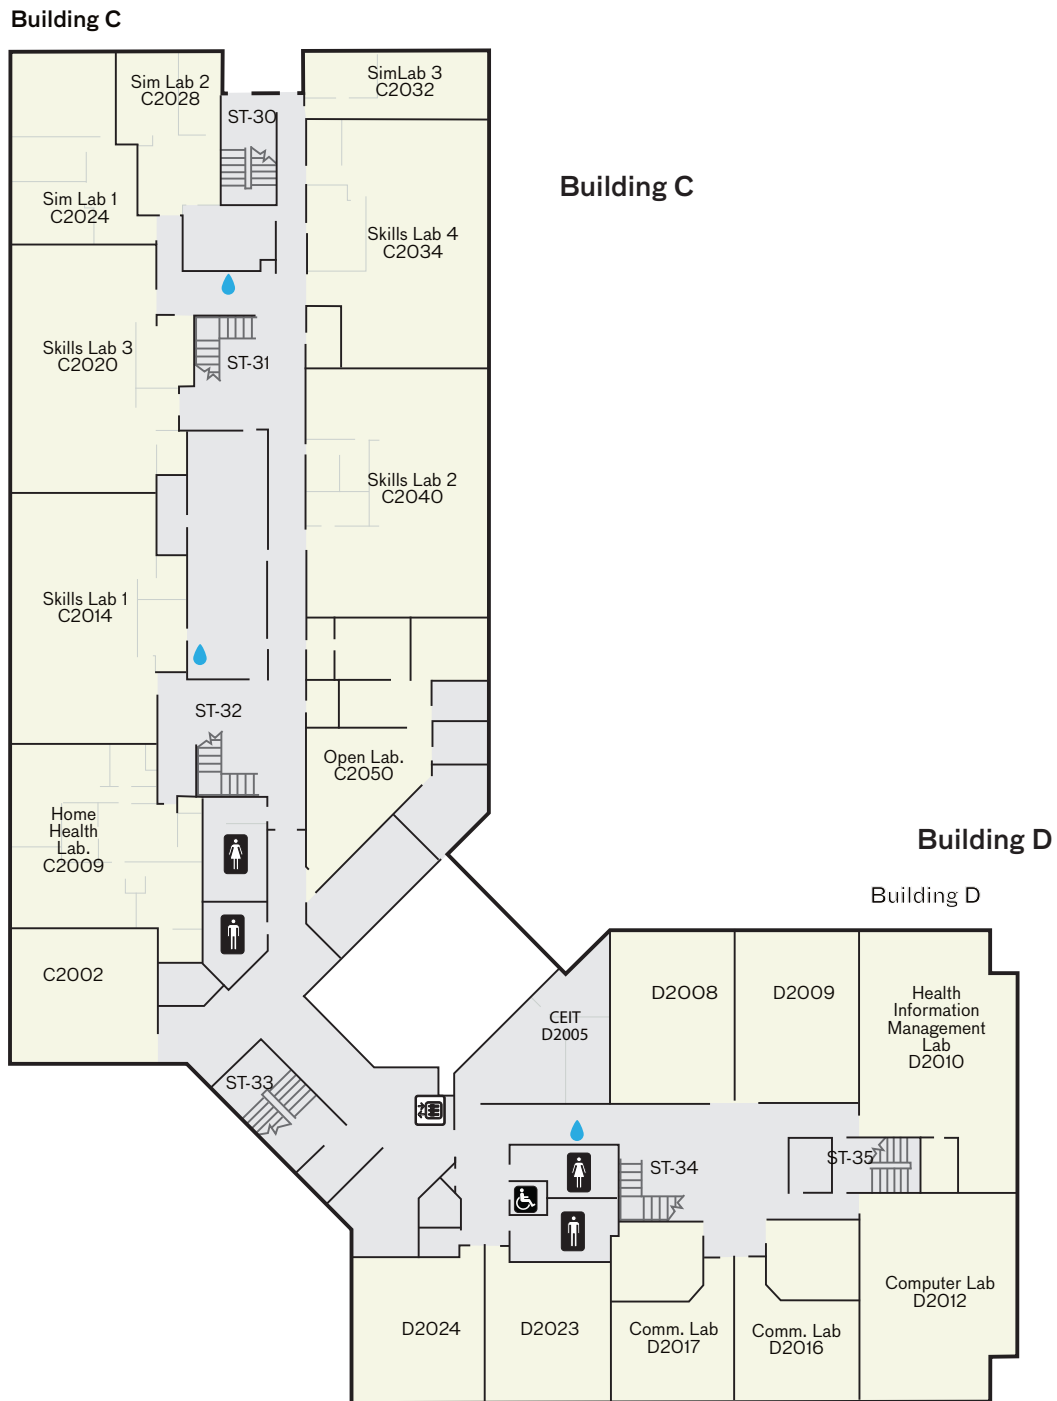 Building C
Sim Lab 2
C2028
SimLab 3
C2032
ST-30
Building C
Sim Lab 1
C2024
Skills Lab 4
C2034
Skills Lab 3
C2020
ST-31
Skills Lab 2
C2040
Skills Lab 1
C2014
ST-32
Open Lab.
C2050
Home
Health
Lab.
C2009
Building D
Building D
C2002
D2008
D2009
Health
Information
Management
Lab
D2010
CEIT
D2005
ST-33
ST-34
ST-35
Computer Lab
D2012
D2024
D2023
Comm. Lab
D2017
Comm. Lab
D2016